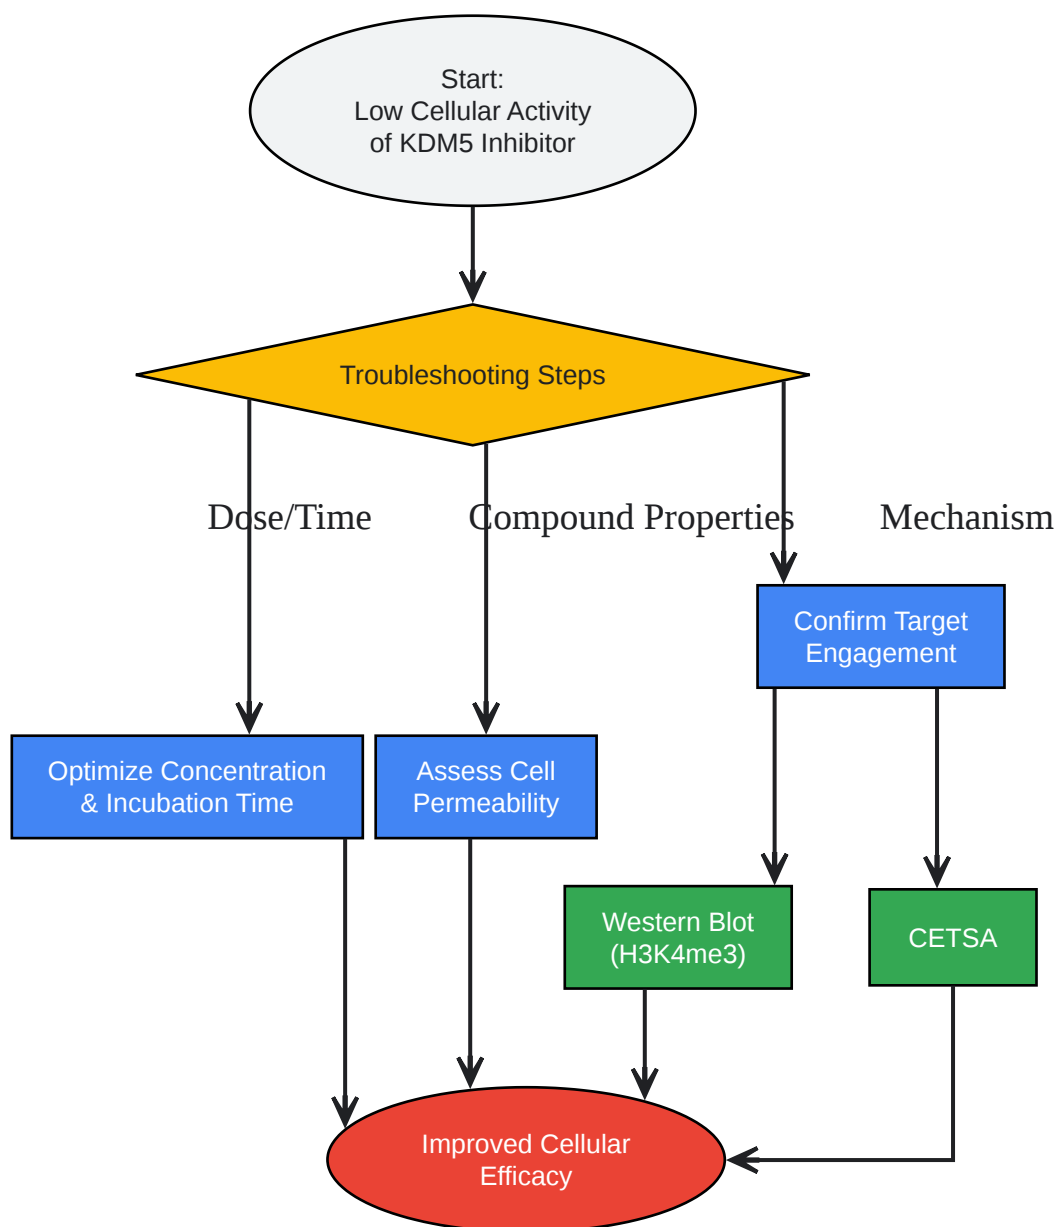 Start:
Low Cellular Activity
of KDM5 Inhibitor
Troubleshooting Steps
Dose/Time
Compound Properties
Mechanism
Confirm Target
Engagement
Optimize Concentration
& Incubation Time
Assess Cell
Permeability
Western Blot
(H3K4me3)
CETSA
Improved Cellular
Efficacy